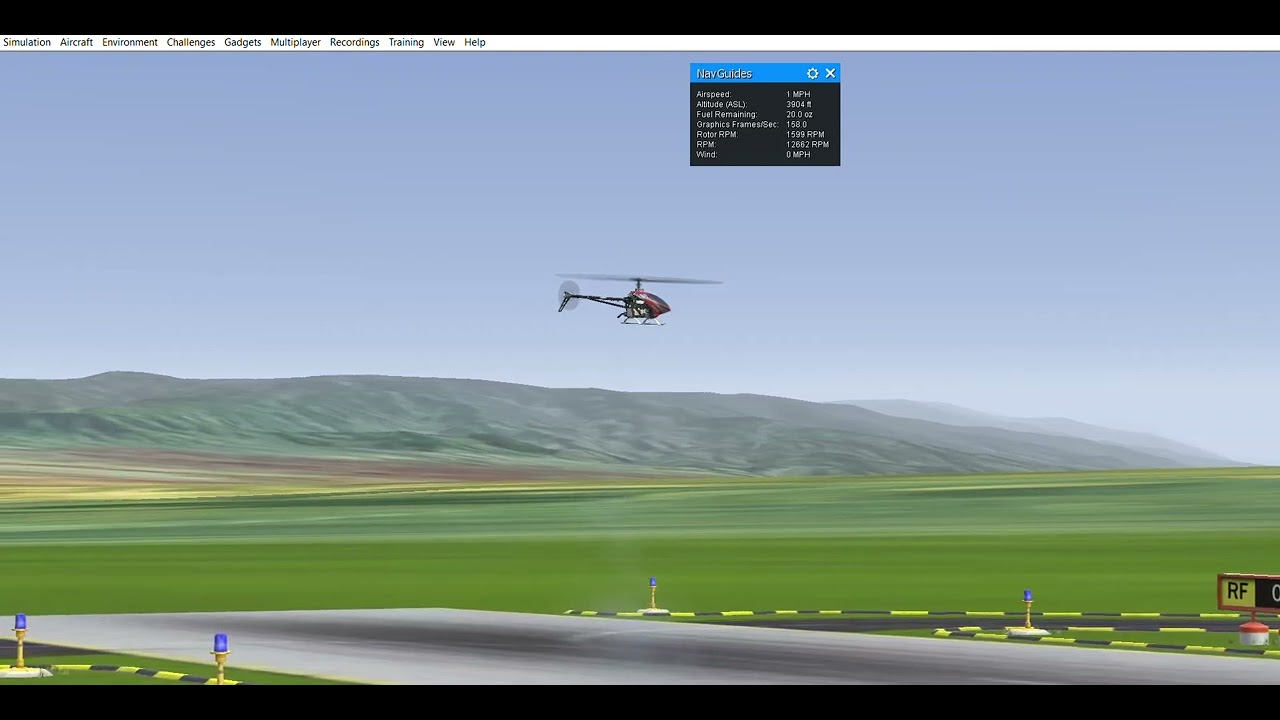 Simulation Aircraft Environment Challenges Gadgets Multiplayer Recordings Training View Help
NavGuides
Airspeed: 1 MPH
Altitude (ASL): 3904 ft
Fuel Remaining: 20.0 oz
Graphics Frames/Sec: 158.0
Rotor RPM: 1599 RPM
RPM: 12662 RPM
Wind: 0 MPH
RF 0